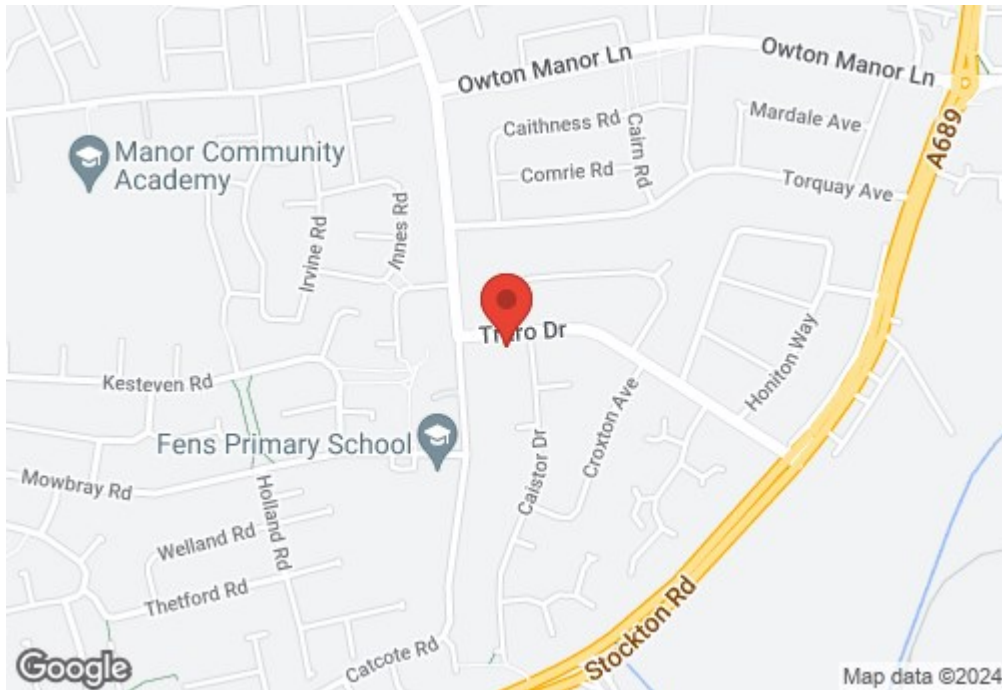 Owton Manor Ln
Owton Manor Ln
Caithness Rd
Cairn Rd
Mardale Ave
A689
Manor Community
Academy
Comrie Rd
Torquay Ave
Irvine Rd
Innes Rd
Truro Dr
Honiton Way
Kesteven Rd
Croxton Ave
Fens Primary School
Caistor Dr
Mowbray Rd
Holland Rd
Welland Rd
Thetford Rd
Catcote Rd
Stockton Rd
Google
Map data ©2024